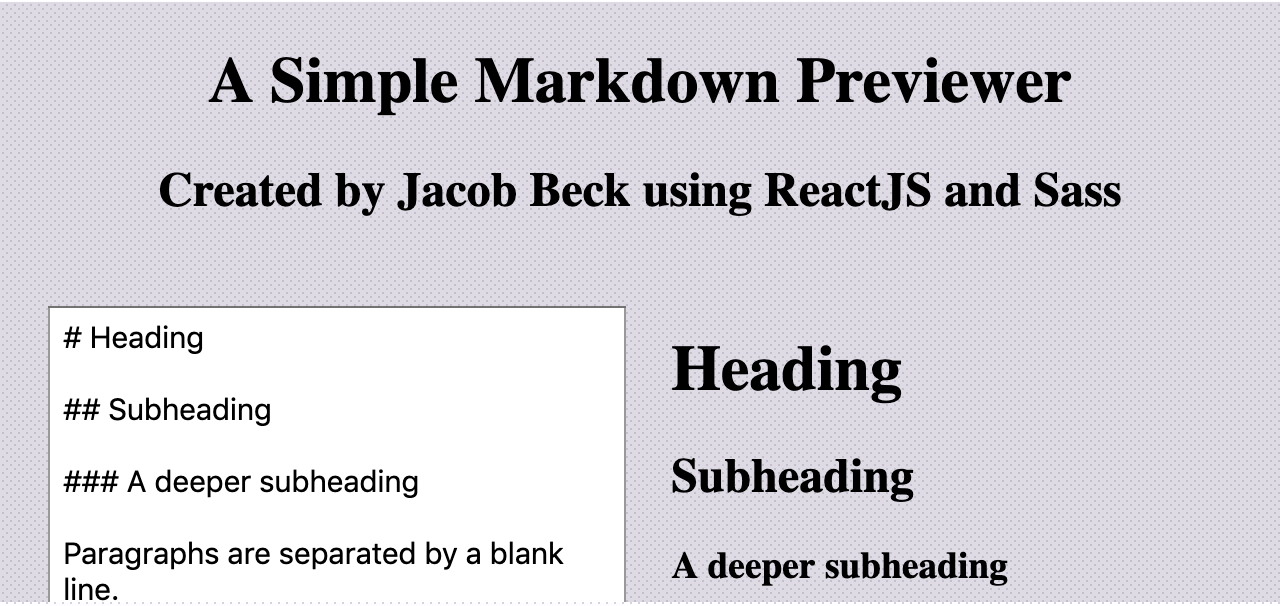 A Simple Markdown Previewer
Created by Jacob Beck using ReactJS and Sass
# Heading
## Subheading
### A deeper subheading
Paragraphs are separated by a blank
line.
Heading
Subheading
A deeper subheading